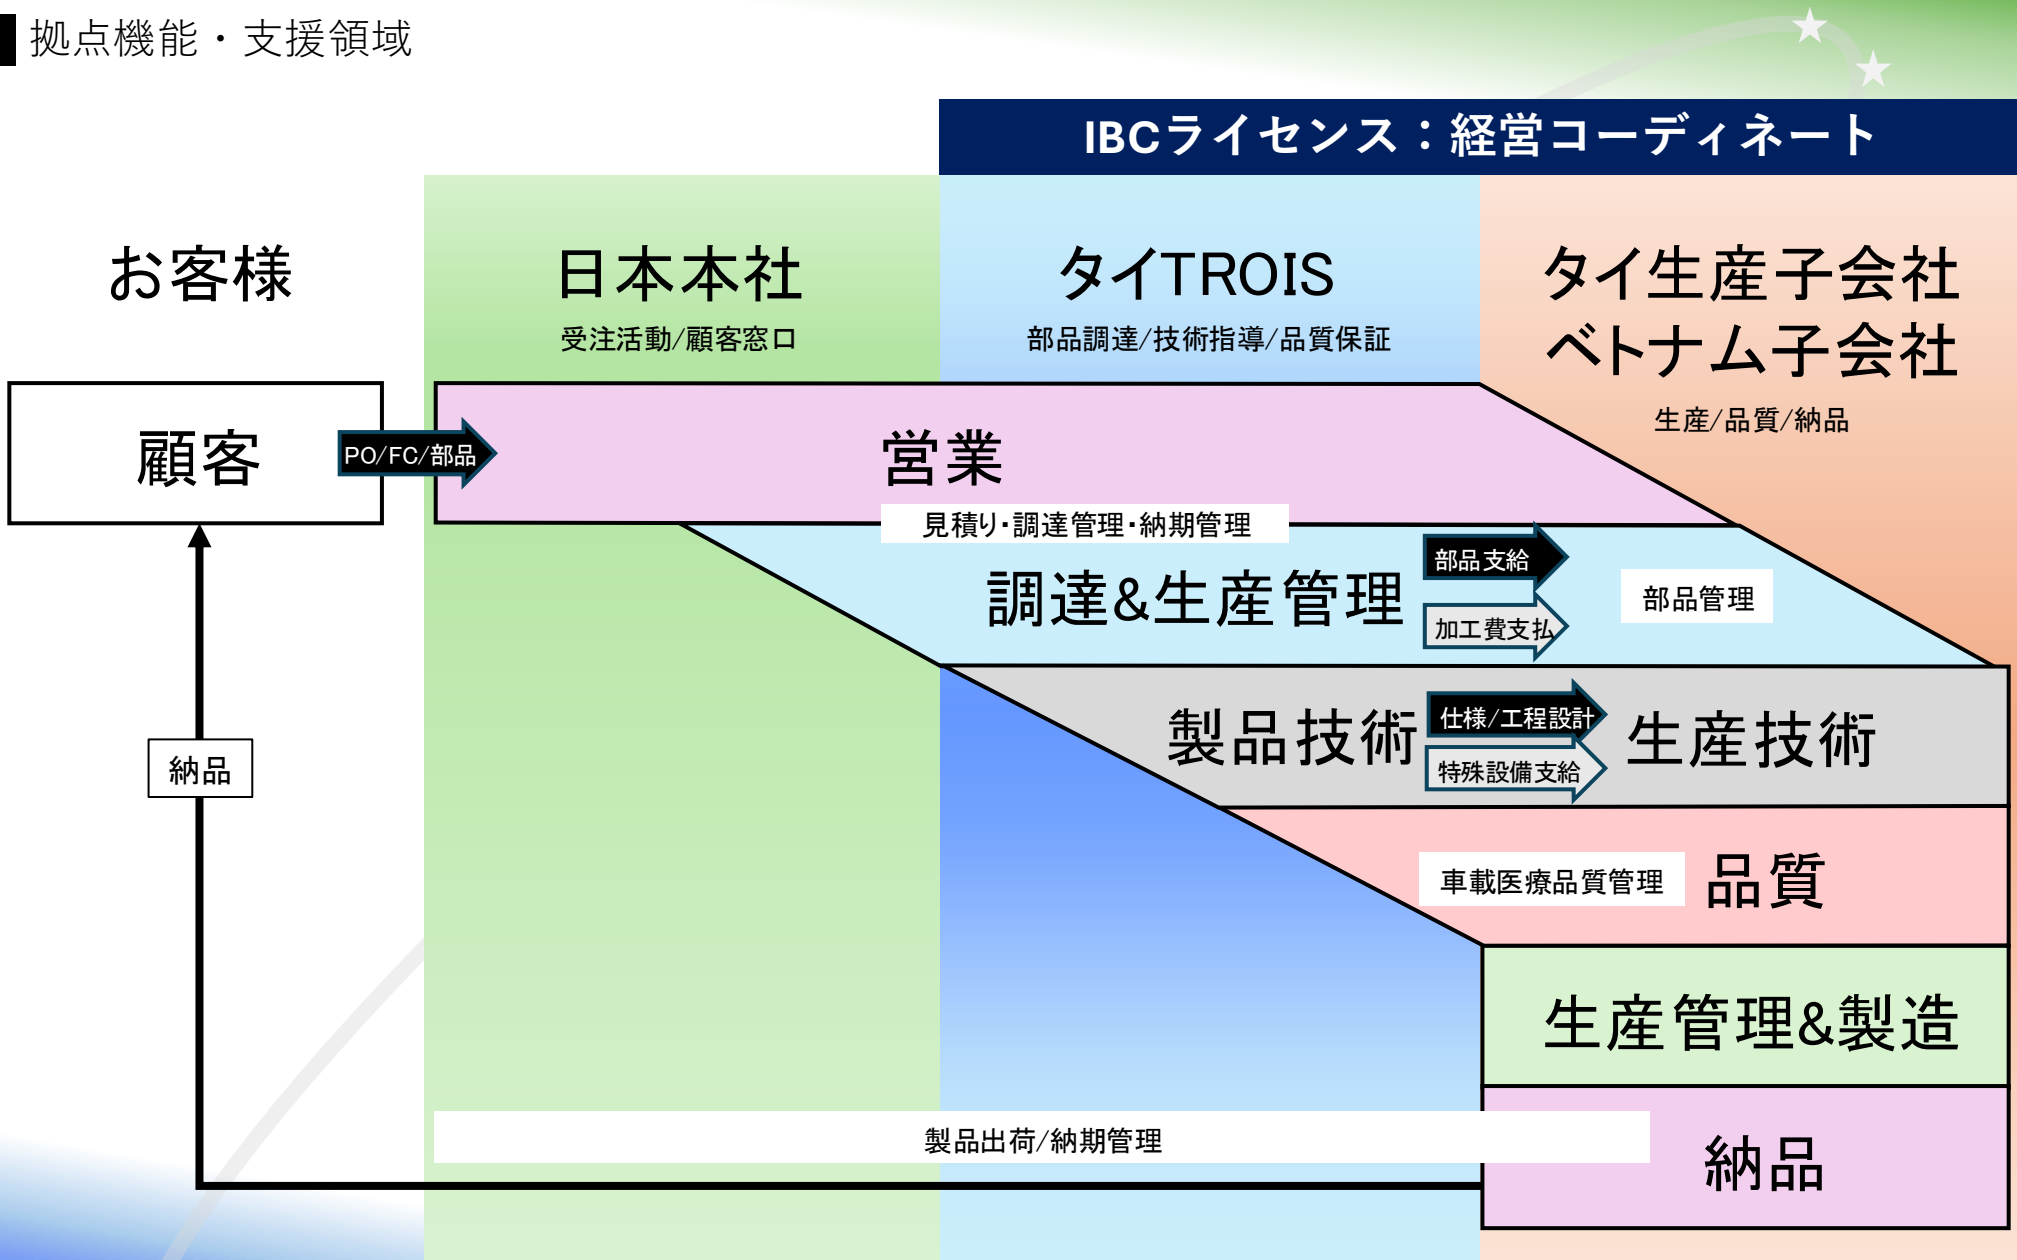 拠点機能・支援領域
IBCライセンス：経営コーディネート
お客様
日本本社
受注活動/顧客窓口
タイTROIS
部品調達/技術指導/品質保証
タイ生産子会社
ベトナム子会社
生産/品質/納品
顧客
PO/FC/部品
営業
見積り・調達管理・納期管理
調達&生産管理
部品支給
加工費支払
部品管理
製品技術
仕様/工程設計
特殊設備支給
生産技術
納品
車載医療品質管理
品質
生産管理&製造
製品出荷/納期管理
納品